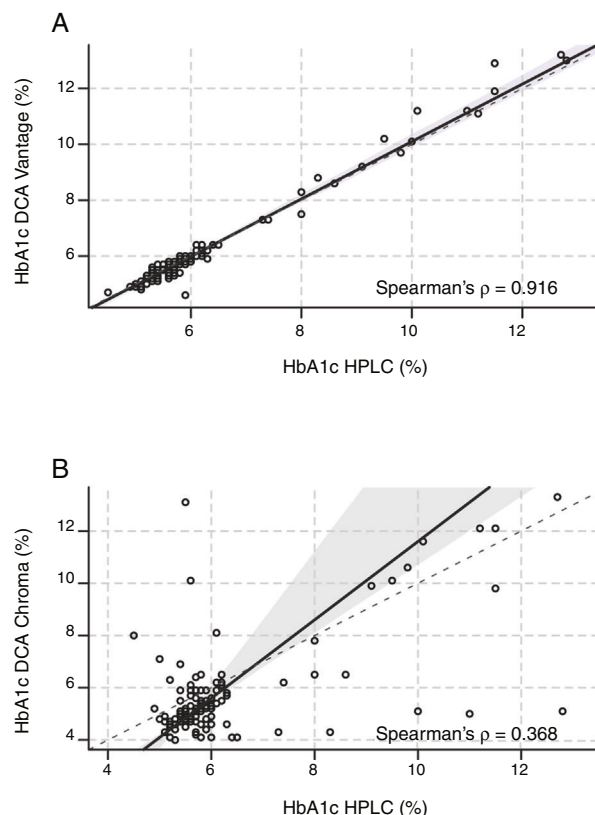 A
HbA1c DCA Vantage (%)
12
10
8
6
Spearman's ρ = 0.916
6 8 10 12
HbA1c HPLC (%)
B
HbA1c DCA Chroma (%)
12
10
8
6
4
Spearman's ρ = 0.368
4 6 8 10 12
HbA1c HPLC (%)